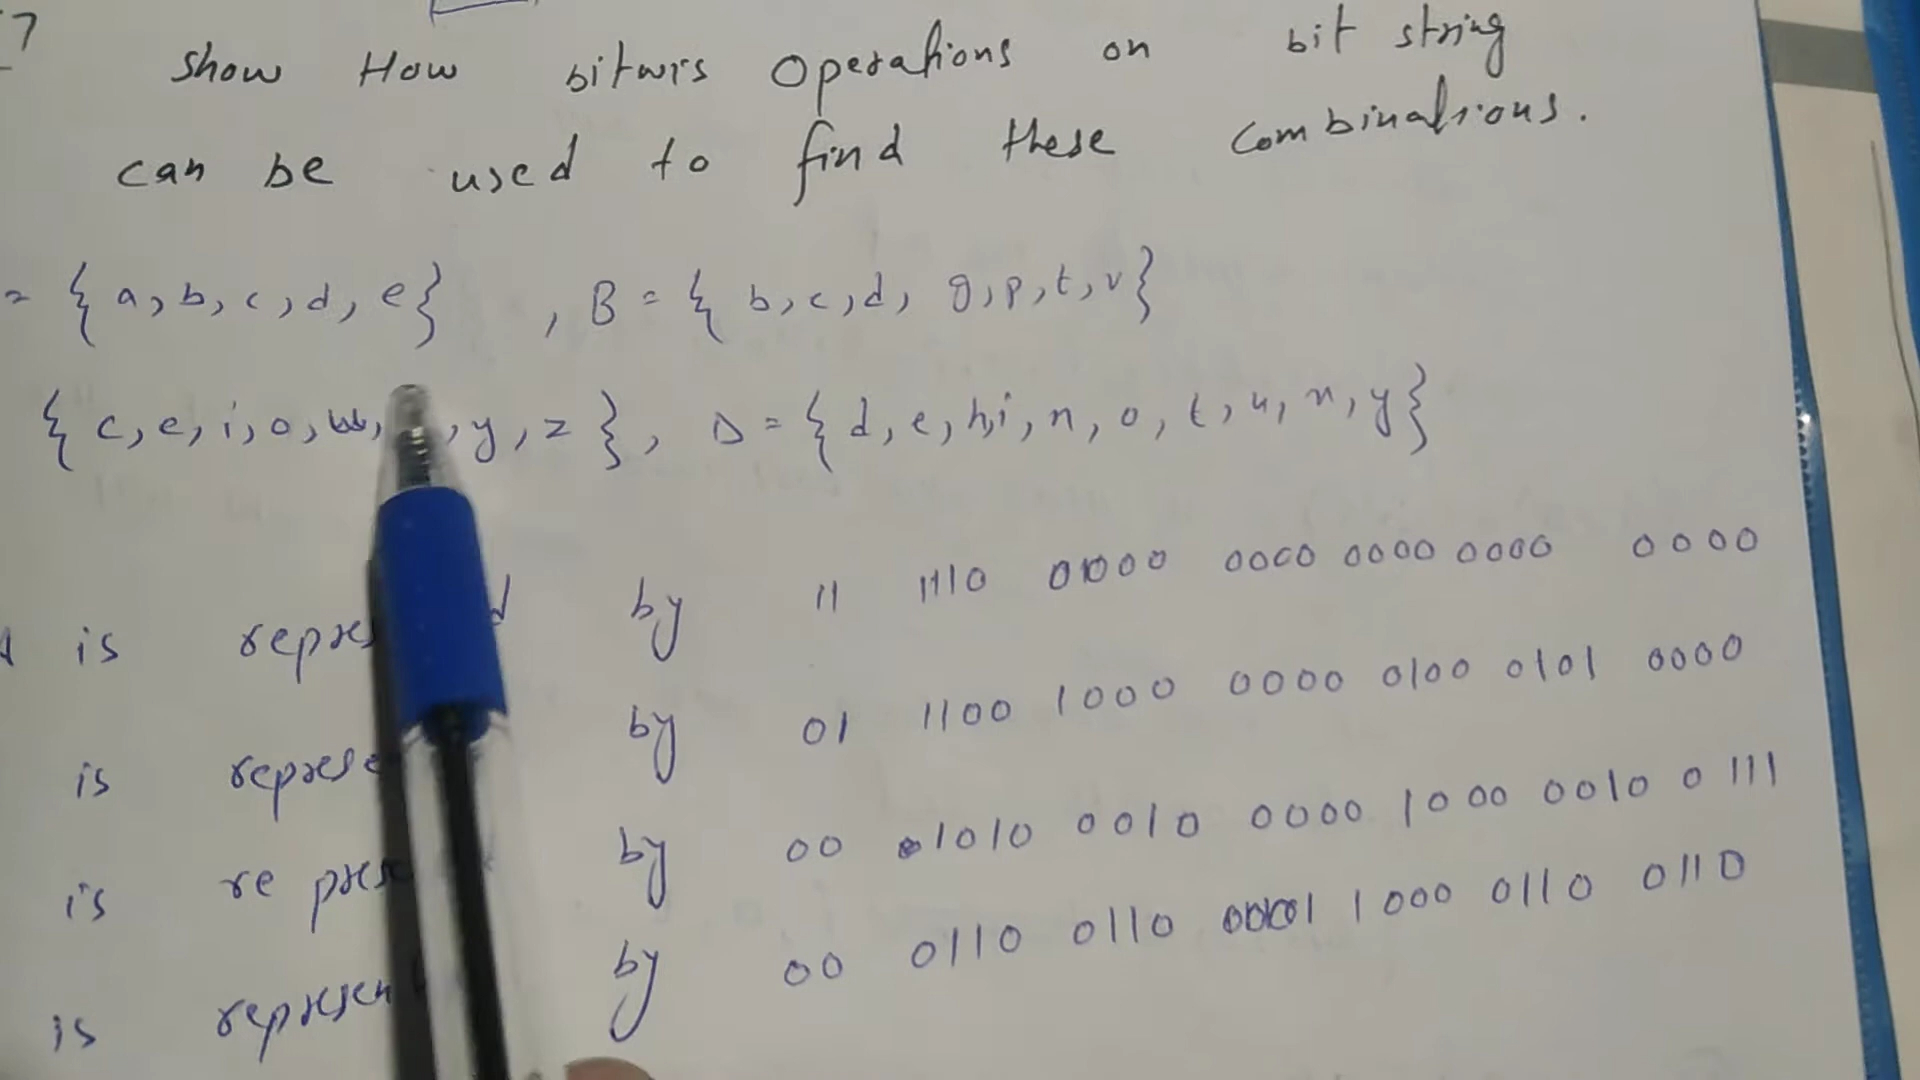 7
show How bitwis operations on bit string
can be used to find these combinations.
= { a, b, c, d, e } , B = { b, c, d, g, p, t, v }
{ c, e, i, o, u, , y, z } , D = { d, e, h, i, n, o, t, u, x, y }
is by 11 1110 0000 0000 0000 0000 0000
is by 01 1100 1000 0000 0100 0101 0000
is by 00 1010 0010 0000 1000 0010 0111
is by 00 0110 0110 0001 1000 0110 0110